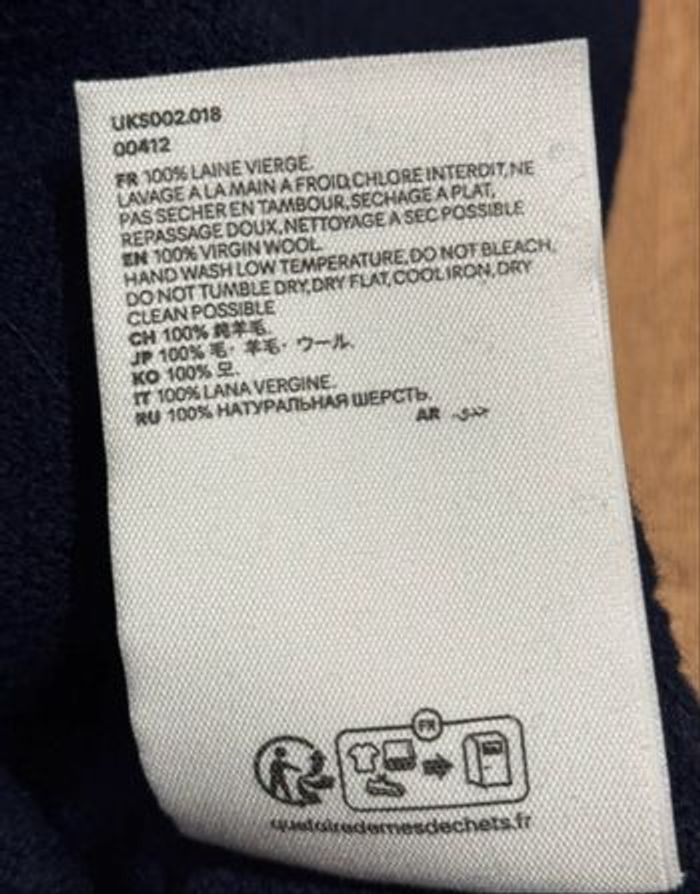 UKS002.018
00412
FR 100% LAINE VIERGE.
LAVAGE A LA MAIN A FROID,CHLORE INTERDIT,NE
PAS SECHER EN TAMBOUR,SECHAGE A PLAT,
REPASSAGE DOUX,NETTOYAGE A SEC POSSIBLE
EN 100% VIRGIN WOOL.
HAND WASH LOW TEMPERATURE,DO NOT BLEACH,
DO NOT TUMBLE DRY,DRY FLAT,COOL IRON,DRY
CLEAN POSSIBLE
CH 100% 純羊毛.
JP 100% 毛・羊毛・ウール.
KO 100% 모.
IT 100% LANA VERGINE.
RU 100% НАТУРАЛЬНАЯ ШЕРСТЬ.
AR
FR
quefairedemesdechets.fr